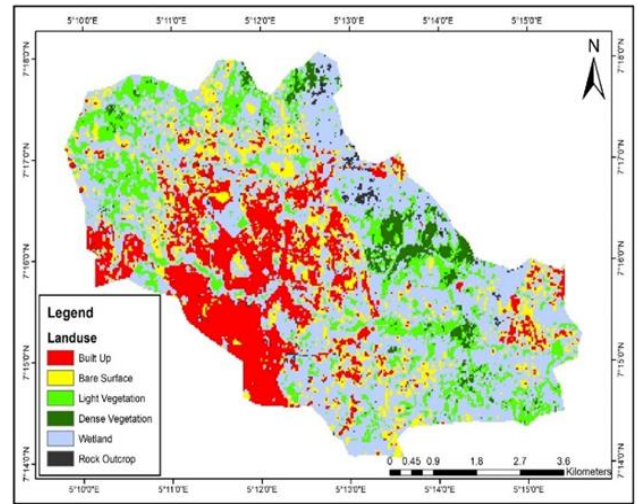 5°10'0"E 5°11'0"E 5°12'0"E 5°13'0"E 5°14'0"E 5°15'0"E
N
7°18'0"N 7°18'0"N
7°17'0"N 7°17'0"N
7°16'0"N 7°16'0"N
7°15'0"N 7°15'0"N
7°14'0"N 7°14'0"N
Legend
Landuse
Built Up
Bare Surface
Light Vegetation
Dense Vegetation
Wetland
Rock Outcrop
0 0.45 0.9 1.8 2.7 3.6
Kilometers
5°10'0"E 5°11'0"E 5°12'0"E 5°13'0"E 5°14'0"E 5°15'0"E